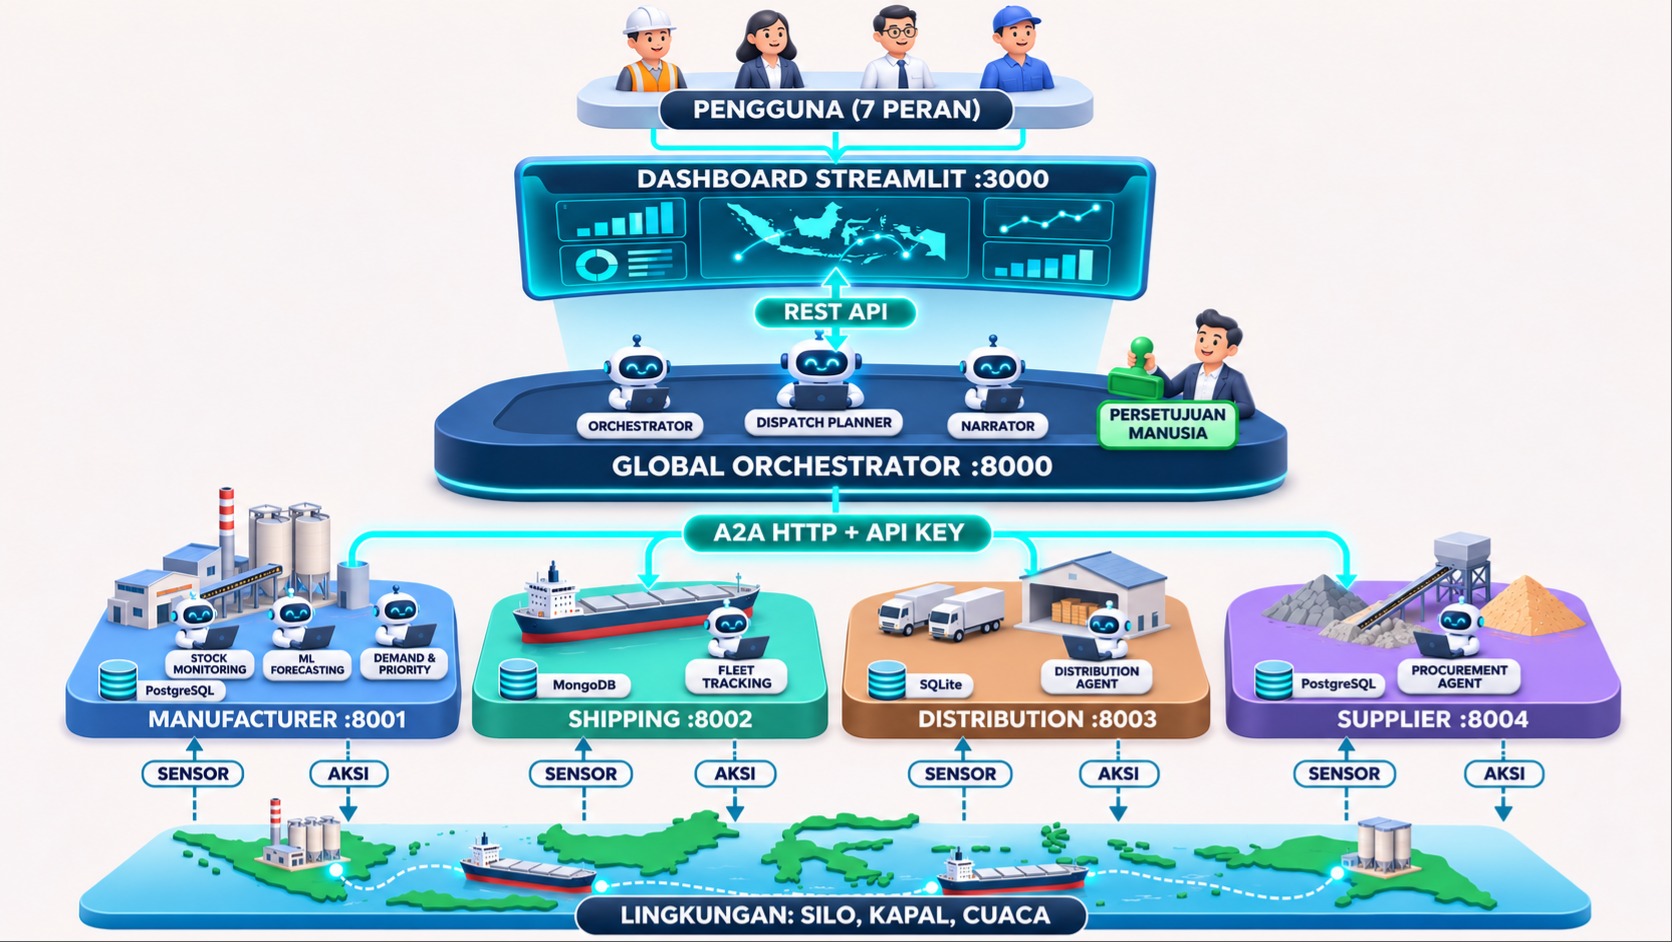 PENGGUNA (7 PERAN)
DASHBOARD STREAMLIT :3000
REST API
ORCHESTRATOR
DISPATCH PLANNER
NARRATOR
PERSETUJUAN
MANUSIA
GLOBAL ORCHESTRATOR :8000
A2A HTTP + API KEY
STOCK
MONITORING
ML
FORECASTING
DEMAND &
PRIORITY
PostgreSQL
MANUFACTURER :8001
FLEET
TRACKING
MongoDB
SHIPPING :8002
DISTRIBUTION
AGENT
SQLite
DISTRIBUTION :8003
PROCUREMENT
AGENT
PostgreSQL
SUPPLIER :8004
SENSOR
AKSI
SENSOR
AKSI
SENSOR
AKSI
SENSOR
AKSI
LINGKUNGAN: SILO, KAPAL, CUACA